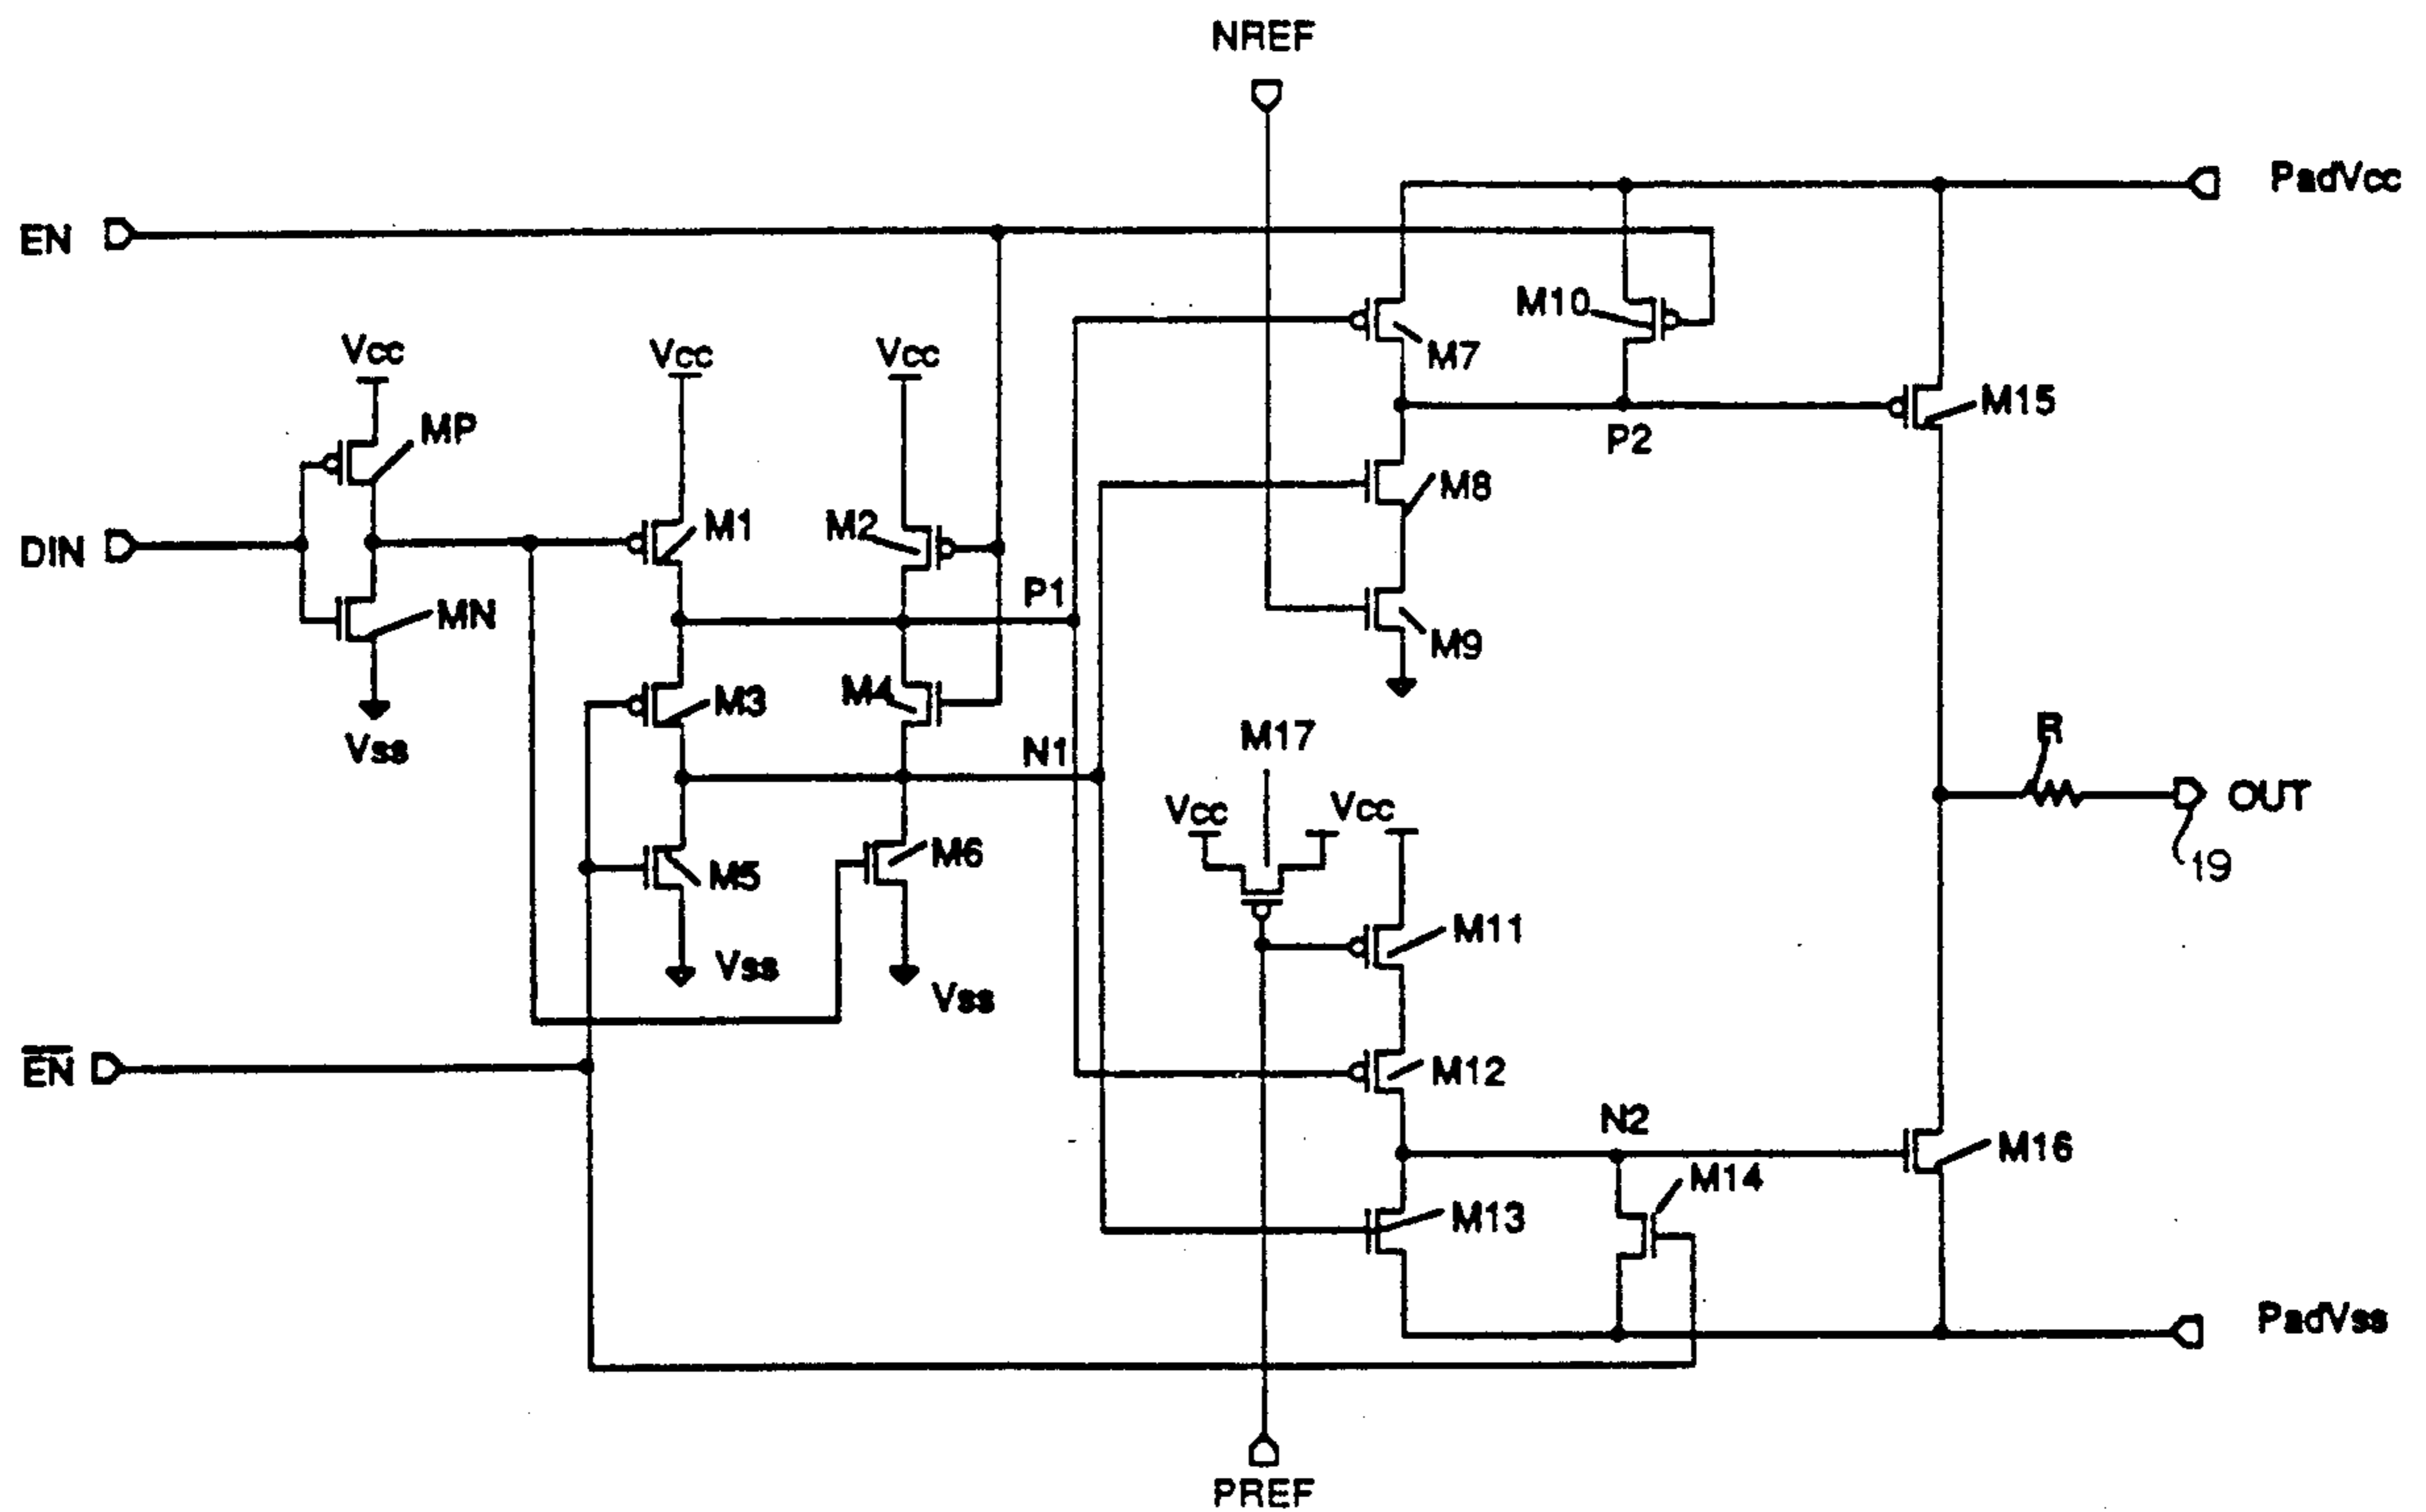 NREF
PadVcc
EN
M10
M7
Vcc
Vcc
Vcc
M15
MP
P2
M8
M1
M2
DIN
P1
MN
M9
M3
M4
R
M17
Vss
N1
Vcc
Vcc
OUT
M6
M5
19
M11
Vss
Vss
EN
M12
N2
M16
M14
M13
PadVss
PREF